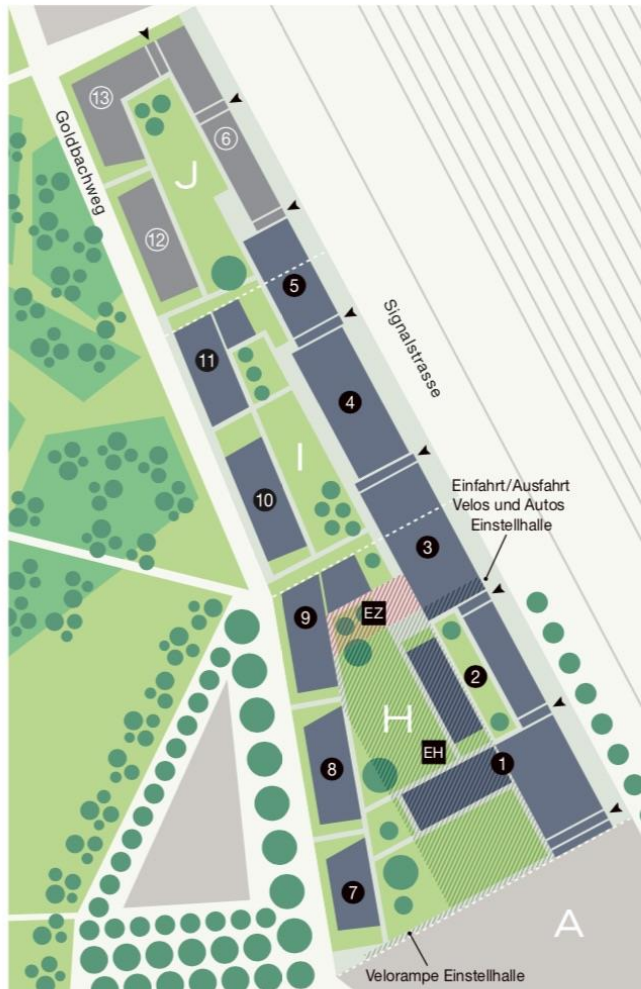 13
6
Goldbachweg
J
12
5
Signalstrasse
11
4
I
Einfahrt/Ausfahrt
Velos und Autos
Einstellhalle
10
3
9
EZ
2
H
EH
1
8
7
A
Velorampe Einstellhalle